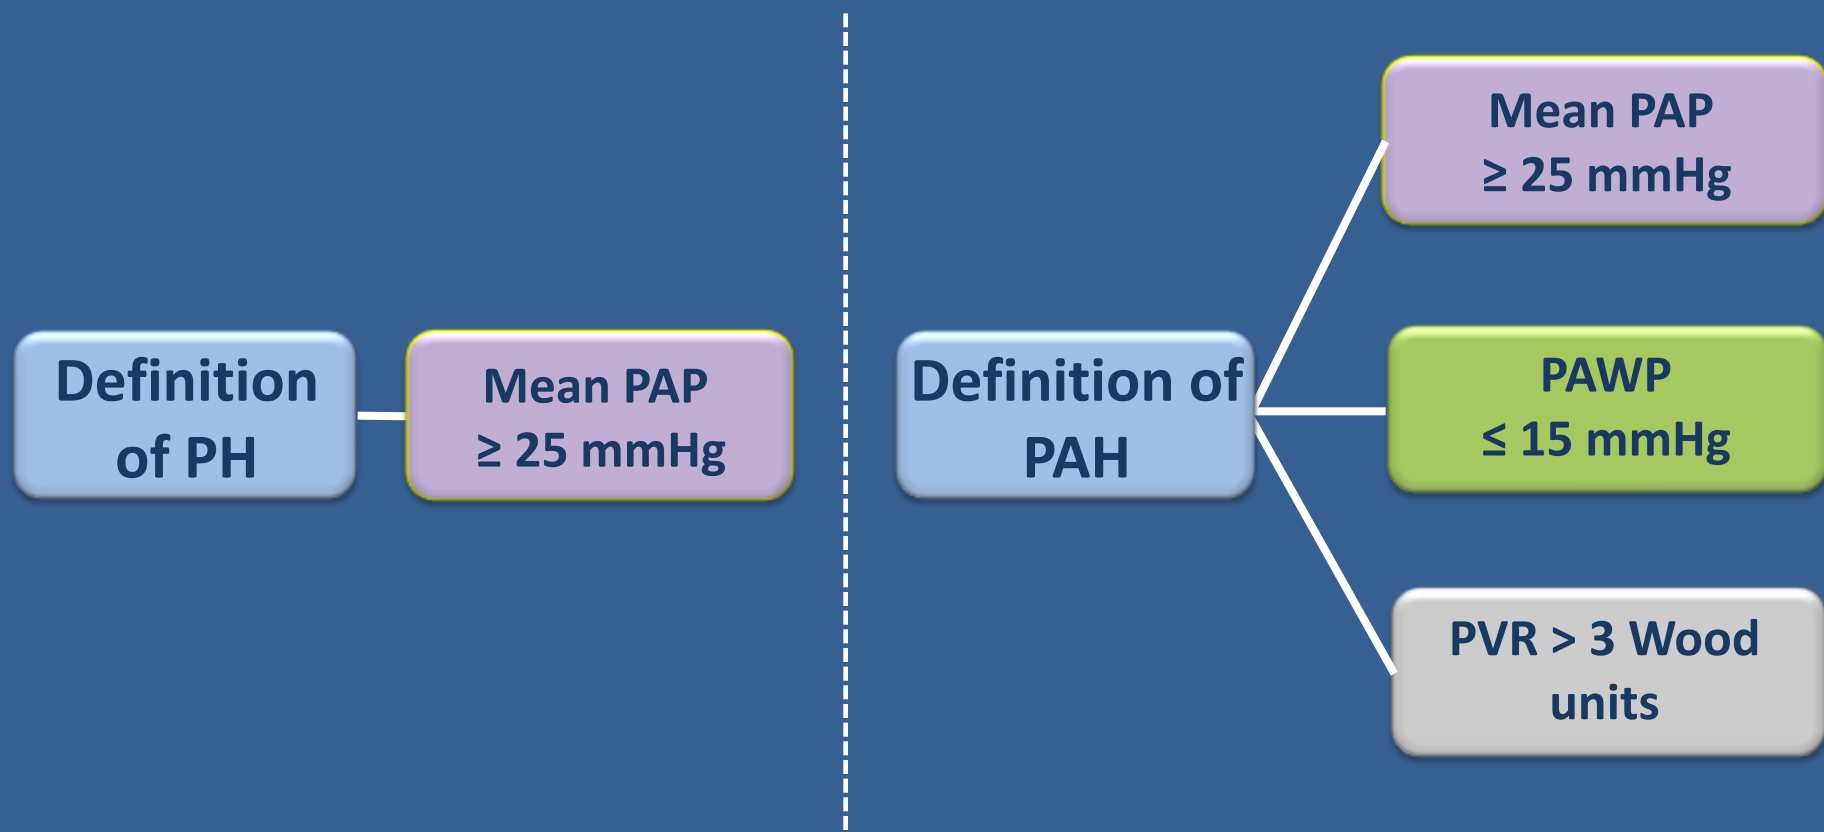 Definition
of PH
Mean PAP
≥ 25 mmHg
Definition of
PAH
Mean PAP
≥ 25 mmHg
PAWP
≤ 15 mmHg
PVR > 3 Wood
units